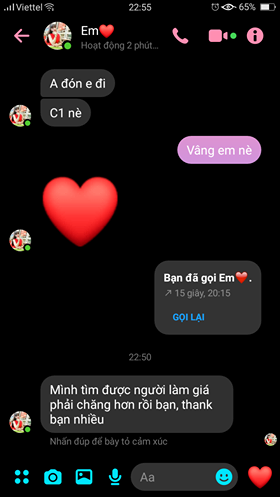 Viettel
22:55
65%
Em❤️
Hoạt động 2 phút...
A đón e đi
C1 nè
Vâng em nè
Bạn đã gọi Em❤️.
↗ 15 giây, 20:15
GỌI LẠI
22:50
Mình tìm được người làm giá
phải chăng hơn rồi bạn, thank
bạn nhiều
Nhấn đúp để bày tỏ cảm xúc
Aa